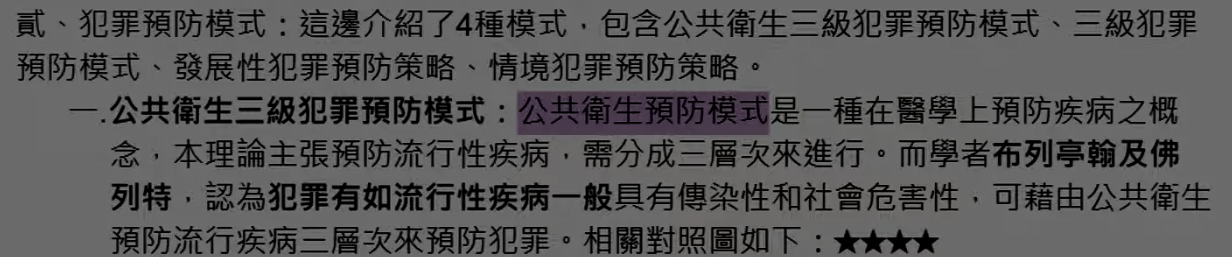 貳、犯罪預防模式：這邊介紹了4種模式，包含公共衛生三級犯罪預防模式、三級犯罪
預防模式、發展性犯罪預防策略、情境犯罪預防策略。
一.公共衛生三級犯罪預防模式：公共衛生預防模式是一種在醫學上預防疾病之概
念，本理論主張預防流行性疾病，需分成三層次來進行。而學者布列亭翰及佛
列特，認為犯罪有如流行性疾病一般具有傳染性和社會危害性，可藉由公共衛生
預防流行疾病三層次來預防犯罪。相關對照圖如下：★★★★